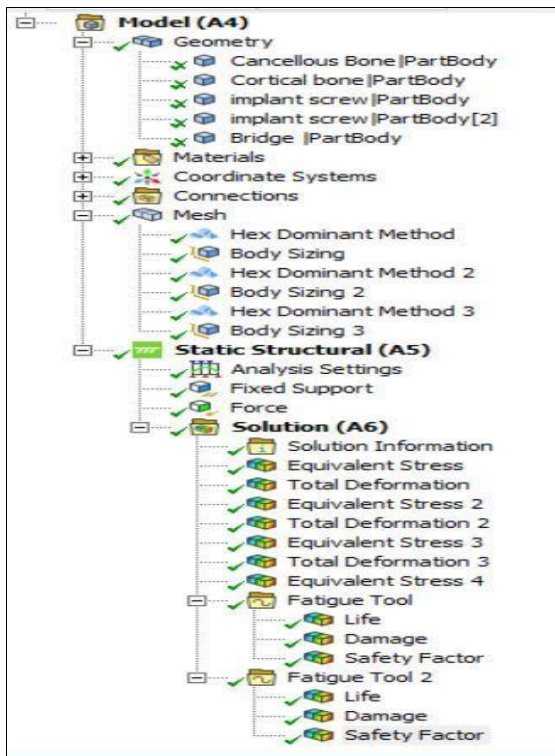 Model (A4)
Geometry
Cancellous Bone|PartBody
Cortical bone|PartBody
implant screw|PartBody
implant screw|PartBody[2]
Bridge |PartBody
Materials
Coordinate Systems
Connections
Mesh
Hex Dominant Method
Body Sizing
Hex Dominant Method 2
Body Sizing 2
Hex Dominant Method 3
Body Sizing 3
Static Structural (A5)
Analysis Settings
Fixed Support
Force
Solution (A6)
Solution Information
Equivalent Stress
Total Deformation
Equivalent Stress 2
Total Deformation 2
Equivalent Stress 3
Total Deformation 3
Equivalent Stress 4
Fatigue Tool
Life
Damage
Safety Factor
Fatigue Tool 2
Life
Damage
Safety Factor